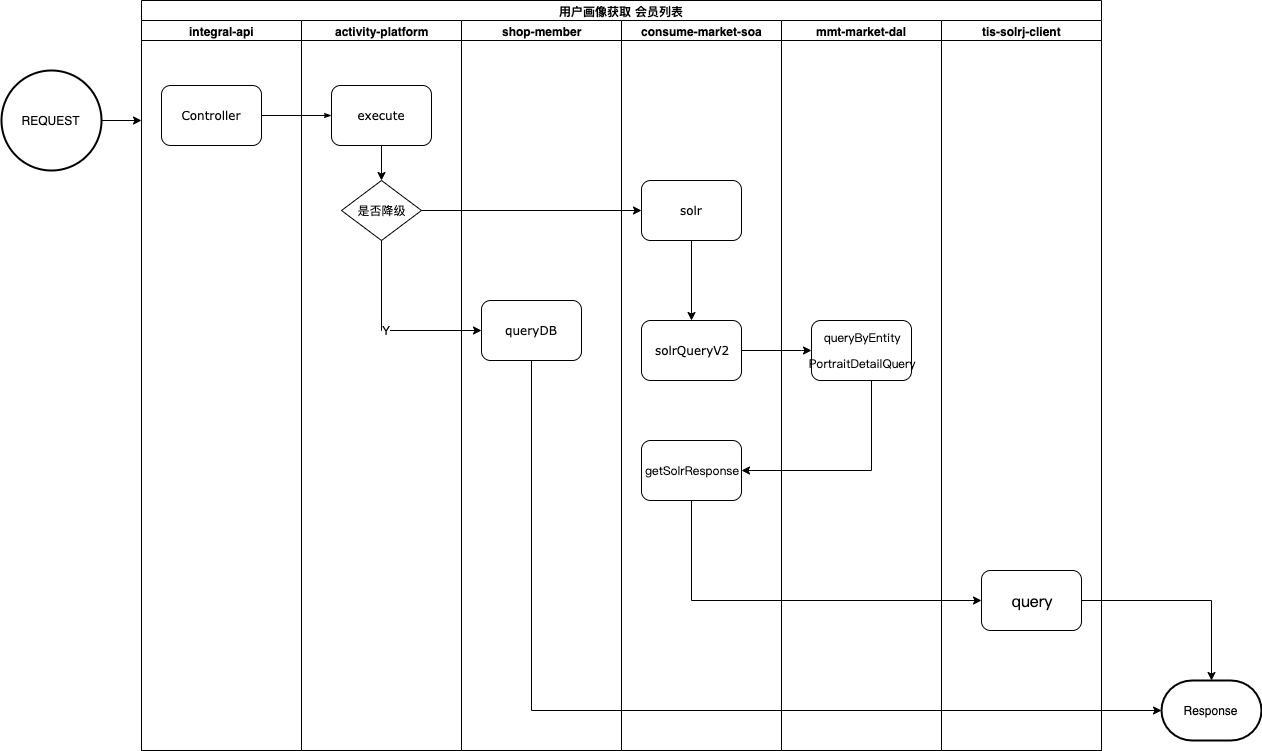 用户画像获取 会员列表
integral-api
activity-platform
shop-member
consume-market-soa
mmt-market-dal
tis-solrj-client
REQUEST
Controller
execute
是否降级
solr
Y
queryDB
solrQueryV2
queryByEntity
PortraitDetailQuery
getSolrResponse
query
Response